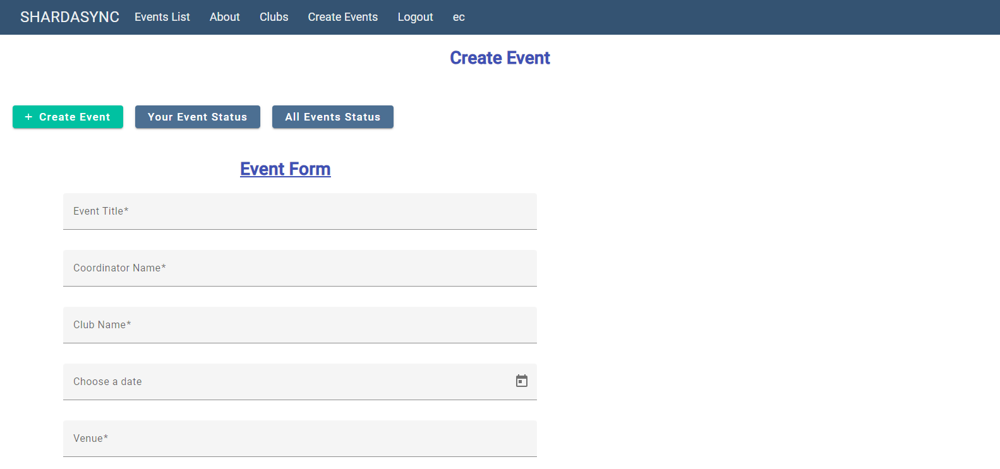 SHARDASYNC Events List About Clubs Create Events Logout ec
Create Event
+ Create Event Your Event Status All Events Status
Event Form
Event Title*
Coordinator Name*
Club Name*
Choose a date
Venue*